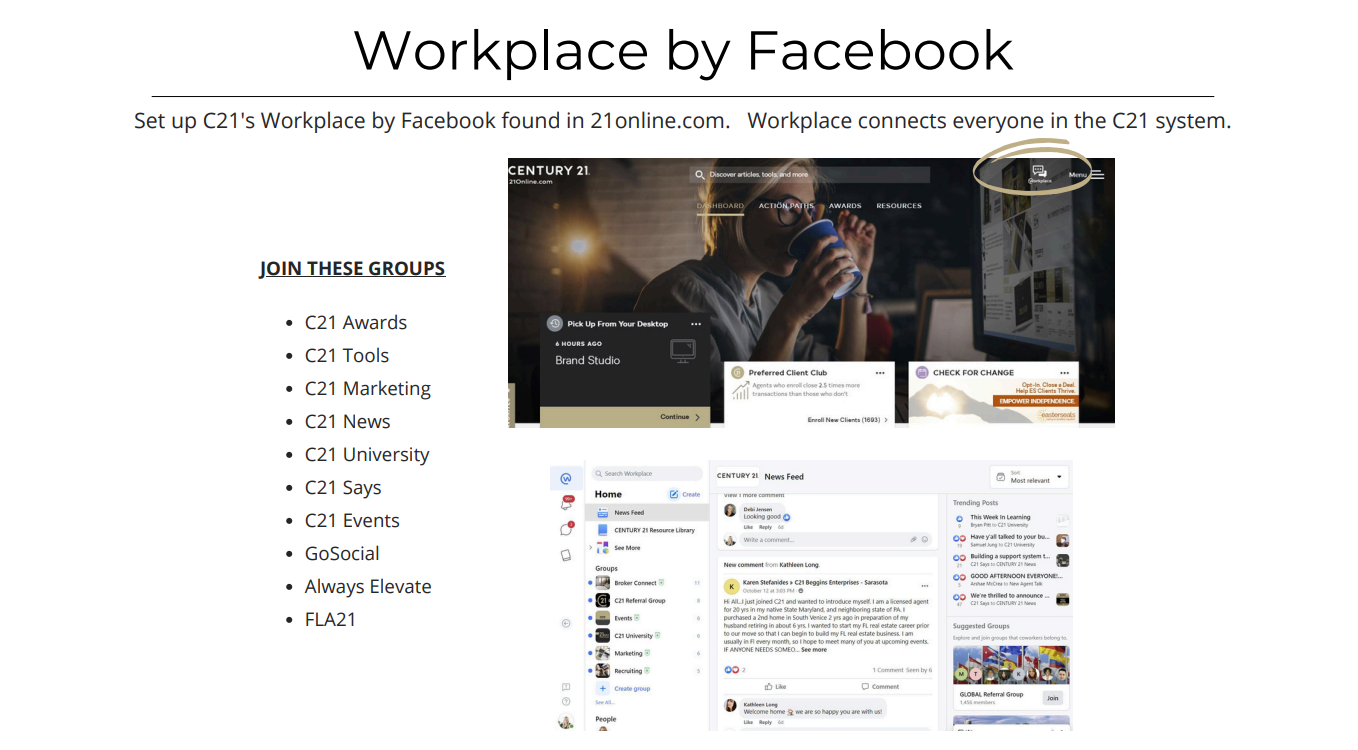 Workplace by Facebook
Set up C21's Workplace by Facebook found in 21online.com. Workplace connects everyone in the C21 system.
JOIN THESE GROUPS
• C21 Awards
• C21 Tools
• C21 Marketing
• C21 News
• C21 University
• C21 Says
• C21 Events
• GoSocial
• Always Elevate
• FLA21
CENTURY 21.
21Online.com
Discover articles, tools, and more
@workplace
Menu
DASHBOARD ACTION PATHS AWARDS RESOURCES
Pick Up From Your Desktop
6 HOURS AGO
Brand Studio
Continue
Preferred Client Club
Agents who enroll close 2.5 times more
transactions than those who don't
Enroll New Clients (1693)
CHECK FOR CHANGE
Opt-In. Close a Deal.
Help ES Clients Thrive.
EMPOWER INDEPENDENCE.
easterseals
Search Workplace
Home
Create
News Feed
CENTURY 21 Resource Library
See More
Groups
Broker Connect 11
C21 Referral Group
Events
C21 University
Marketing
Recruiting 5
Create group
See All...
People
CENTURY 21 News Feed
Sort
Most relevant
View 1 more comment
Debi Jensen
Looking good
Like Reply 6d
Write a comment...
New comment from Kathleen Long.
K
Karen Stefanides » C21 Beggins Enterprises - Sarasota
October 12 at 3:03 PM
Hi All...I just joined C21 and wanted to introduce myself. I am a licensed agent
for 20 yrs in my native State Maryland, and neighboring state of PA. I
purchased a 2nd home in South Venice 2 yrs ago in preparation of my
husband retiring in about 6 yrs. I wanted to start my FL real estate career prior
to our move so that I can begin to build my FL real estate business. I am
usually in Fl every month, so I hope to meet many of you at upcoming events.
IF ANYONE NEEDS SOMEO... See more
2
1 Comment Seen by 6
Like
Comment
Kathleen Long
Welcome home we are so happy you are with us!
Like Reply 6d
Trending Posts
This Week In Learning
Bryan Pitt to C21 University
Have y'all talked to your bu...
Samuel Jung to C21 University
Building a support system t...
C21 Says to CENTURY 21 News
GOOD AFTERNOON EVERYONE!...
to New Agent Talk
We're thrilled to announce ...
C21 Says to CENTURY 21 News
Suggested Groups
Explore and join groups that coworkers belong to.
M T K
GLOBAL Referral Group
1,456 members
Join